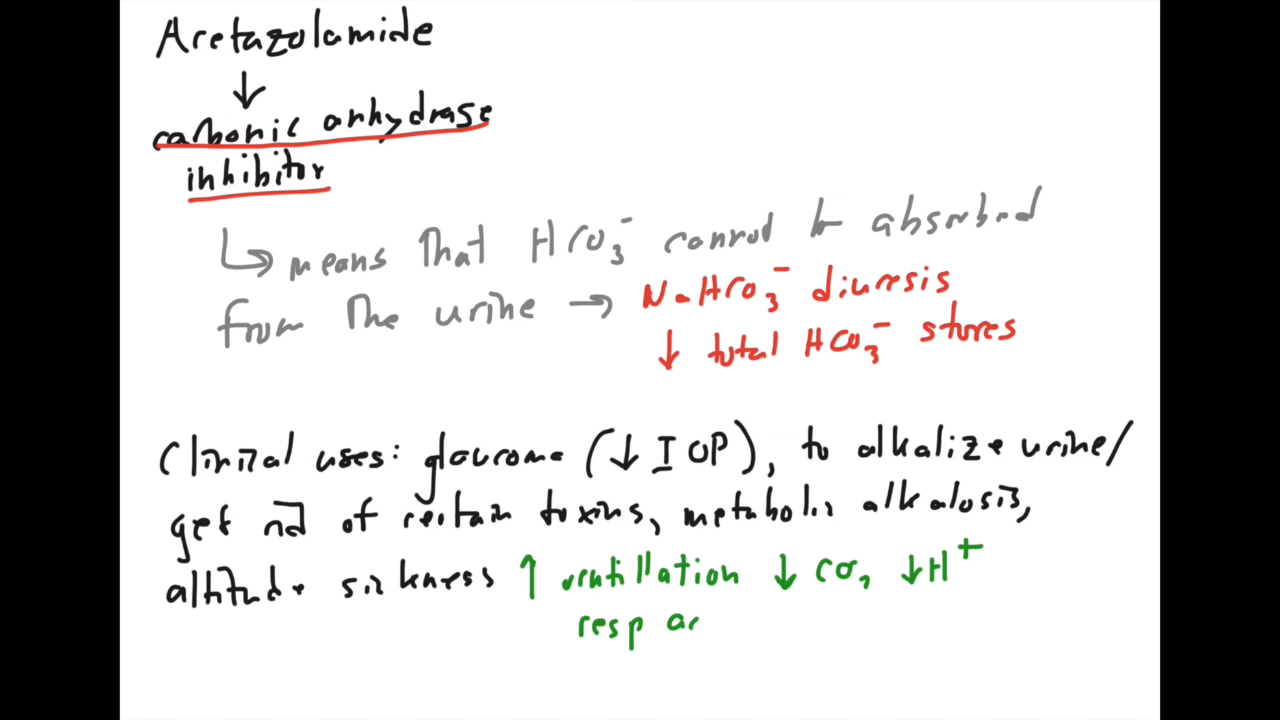 Acetazolamide
↓
carbonic anhydrase
inhibitor
↳ means that HCO₃⁻ cannot be absorbed
from the urine → NaHCO₃⁻ diuresis
↓ total HCO₃⁻ stores
Clinical uses: glaucoma (↓ IOP), to alkalize urine/
get rid of certain toxins, metabolic alkalosis,
altitude sickness ↑ ventillation ↓ CO₂ ↓ H⁺
resp ac